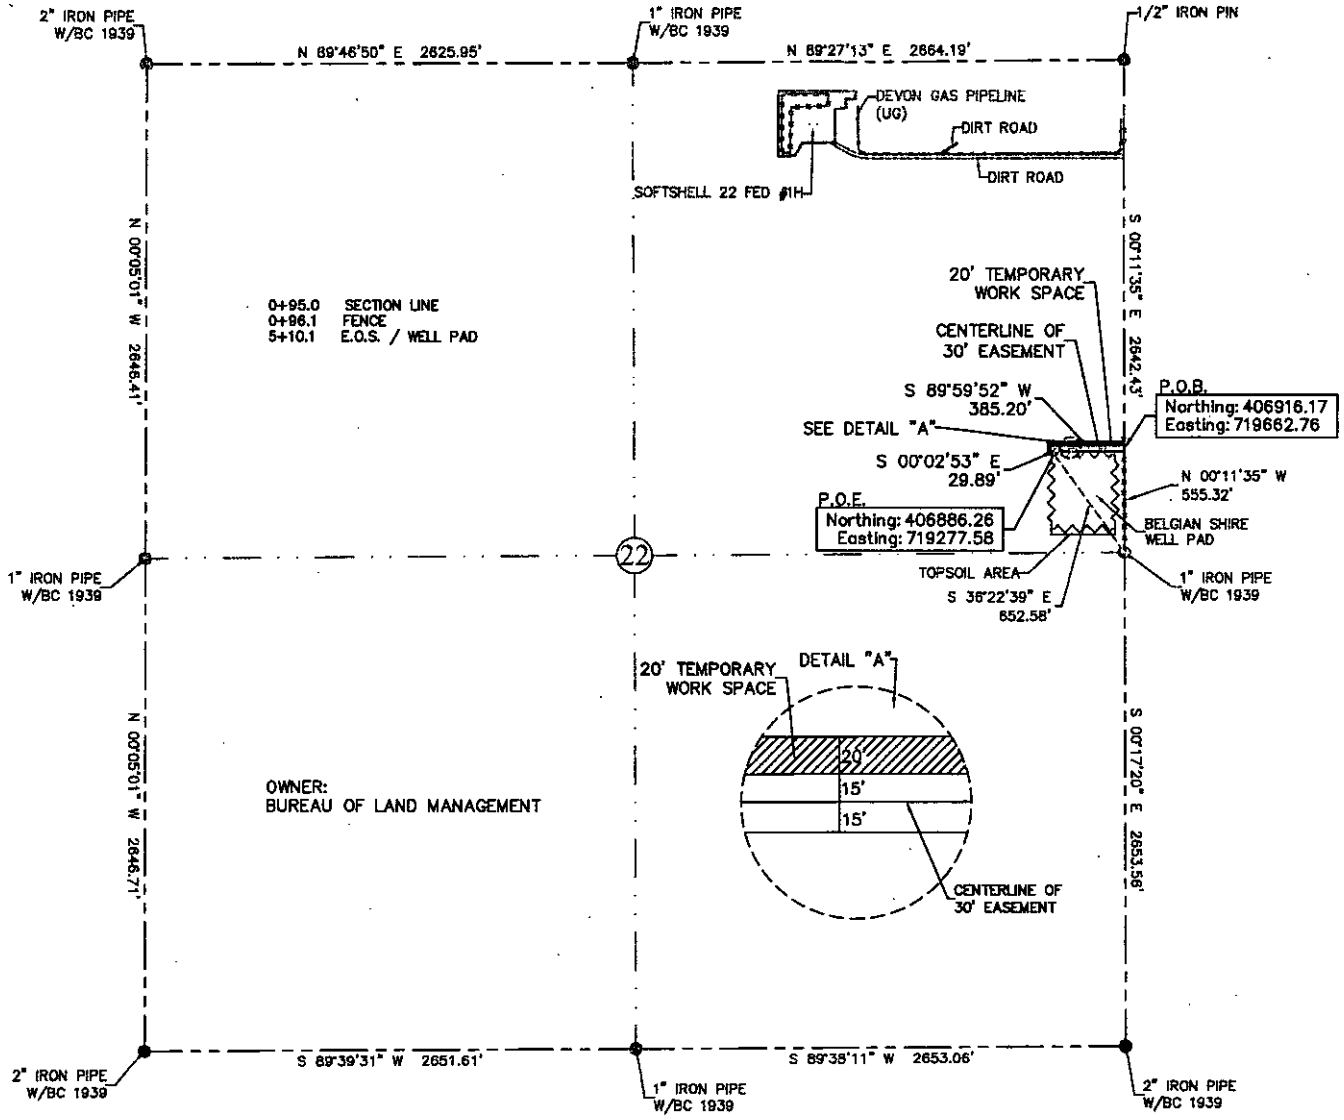 2" IRON PIPE
W/BC 1939
1" IRON PIPE
W/BC 1939
1/2" IRON PIN
N 89°46'50" E 2625.95'
N 89°27'13" E 2664.19'
DEVON GAS PIPELINE
(UG)
DIRT ROAD
DIRT ROAD
SOFTSHELL 22 FED #1H
N 00°05'01" W 2646.41'
S 00°11'35" E 2642.43'
0+95.0 SECTION LINE
0+96.1 FENCE
5+10.1 E.O.S. / WELL PAD
20' TEMPORARY
WORK SPACE
CENTERLINE OF
30' EASEMENT
S 89°59'52" W
385.20'
P.O.B.
Northing: 406916.17
Easting: 719662.76
SEE DETAIL "A"
S 00°02'53" E
29.89'
N 00°11'35" W
555.32'
P.O.E.
Northing: 406886.26
Easting: 719277.58
BELGIAN SHIRE
WELL PAD
22
TOPSOIL AREA
S 36°22'39" E
652.58'
1" IRON PIPE
W/BC 1939
1" IRON PIPE
W/BC 1939
20' TEMPORARY
WORK SPACE
DETAIL "A"
20'
15'
15'
N 00°05'01" W 2646.71'
S 00°17'20" E 2653.56'
OWNER:
BUREAU OF LAND MANAGEMENT
CENTERLINE OF
30' EASEMENT
S 89°39'31" W 2651.61'
S 89°38'11" W 2653.06'
2" IRON PIPE
W/BC 1939
1" IRON PIPE
W/BC 1939
2" IRON PIPE
W/BC 1939